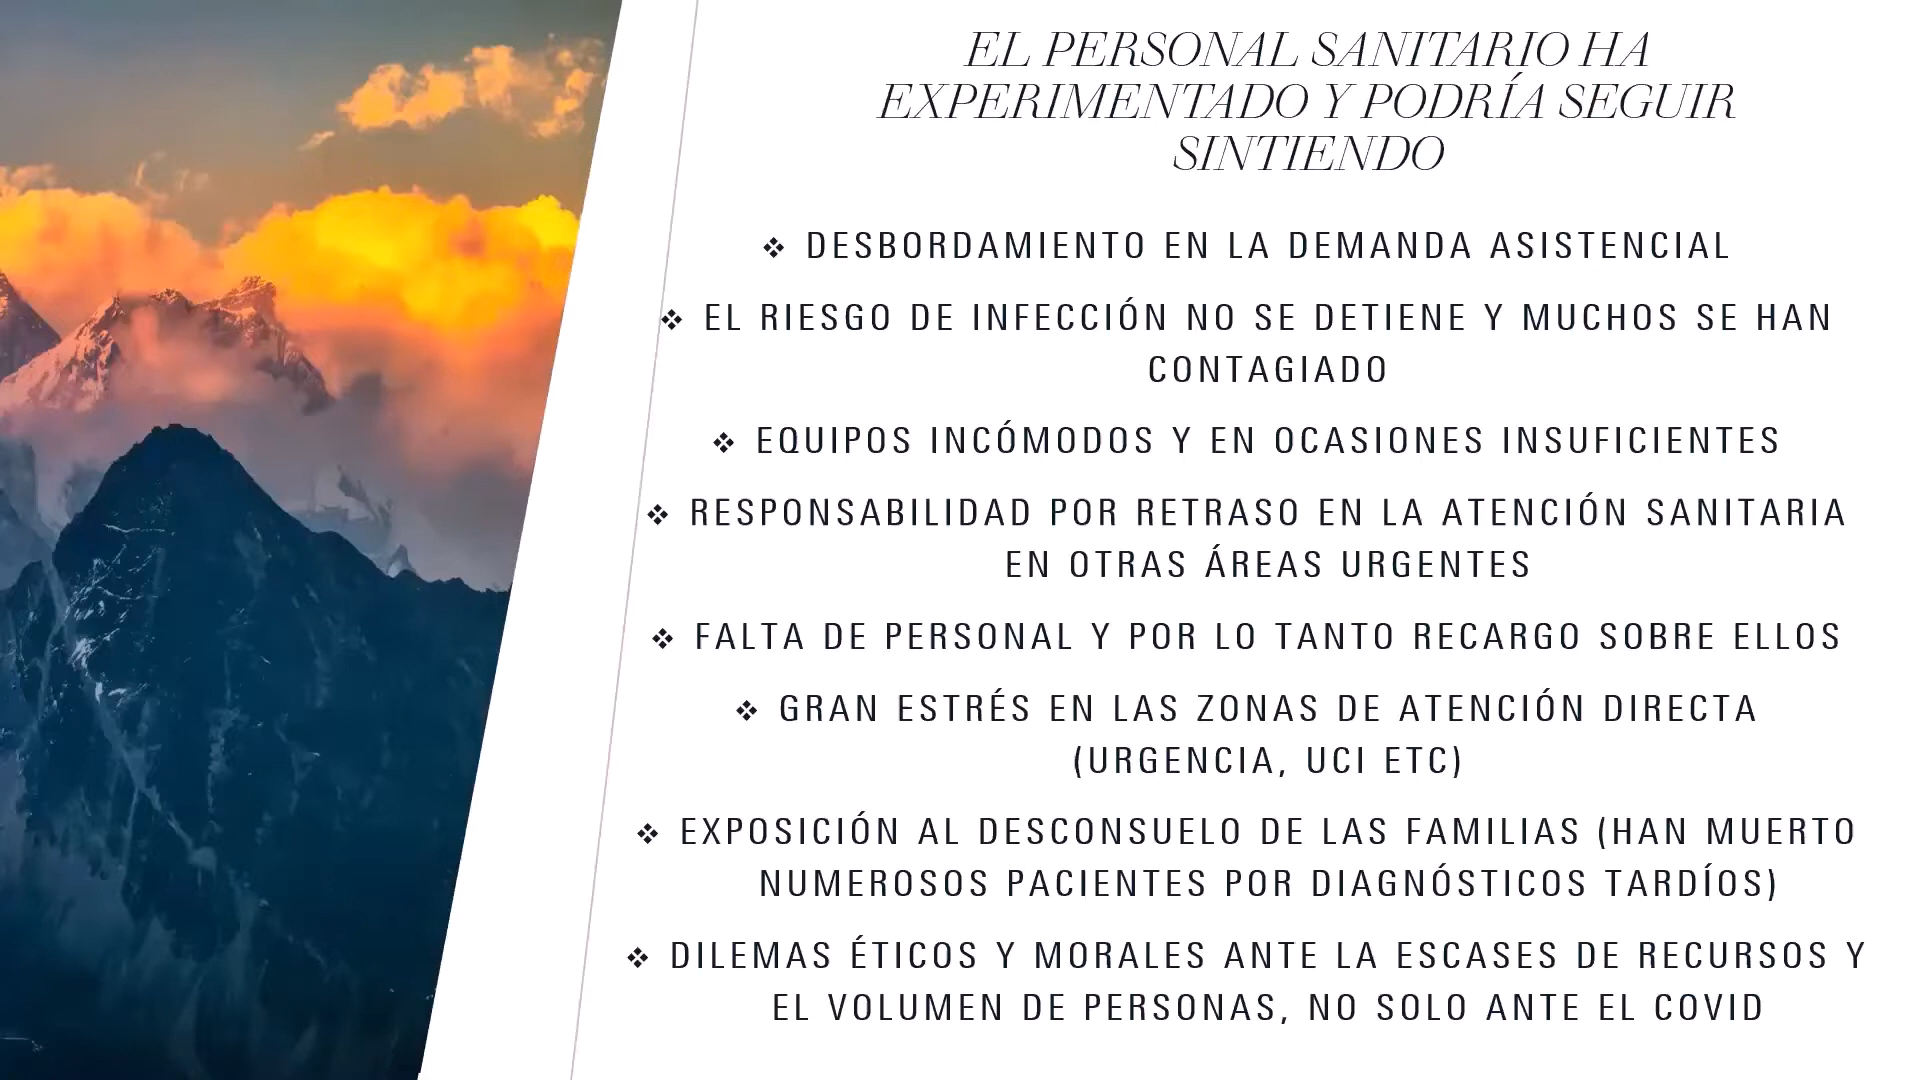 EL PERSONAL SANITARIO HA
EXPERIMENTADO Y PODRÍA SEGUIR
SINTIENDO
❖ DESBORDAMIENTO EN LA DEMANDA ASISTENCIAL
❖ EL RIESGO DE INFECCIÓN NO SE DETIENE Y MUCHOS SE HAN
CONTAGIADO
❖ EQUIPOS INCÓMODOS Y EN OCASIONES INSUFICIENTES
❖ RESPONSABILIDAD POR RETRASO EN LA ATENCIÓN SANITARIA
EN OTRAS ÁREAS URGENTES
❖ FALTA DE PERSONAL Y POR LO TANTO RECARGO SOBRE ELLOS
❖ GRAN ESTRÉS EN LAS ZONAS DE ATENCIÓN DIRECTA
(URGENCIA, UCI ETC)
❖ EXPOSICIÓN AL DESCONSUELO DE LAS FAMILIAS (HAN MUERTO
NUMEROSOS PACIENTES POR DIAGNÓSTICOS TARDÍOS)
❖ DILEMAS ÉTICOS Y MORALES ANTE LA ESCASES DE RECURSOS Y
EL VOLUMEN DE PERSONAS, NO SOLO ANTE EL COVID